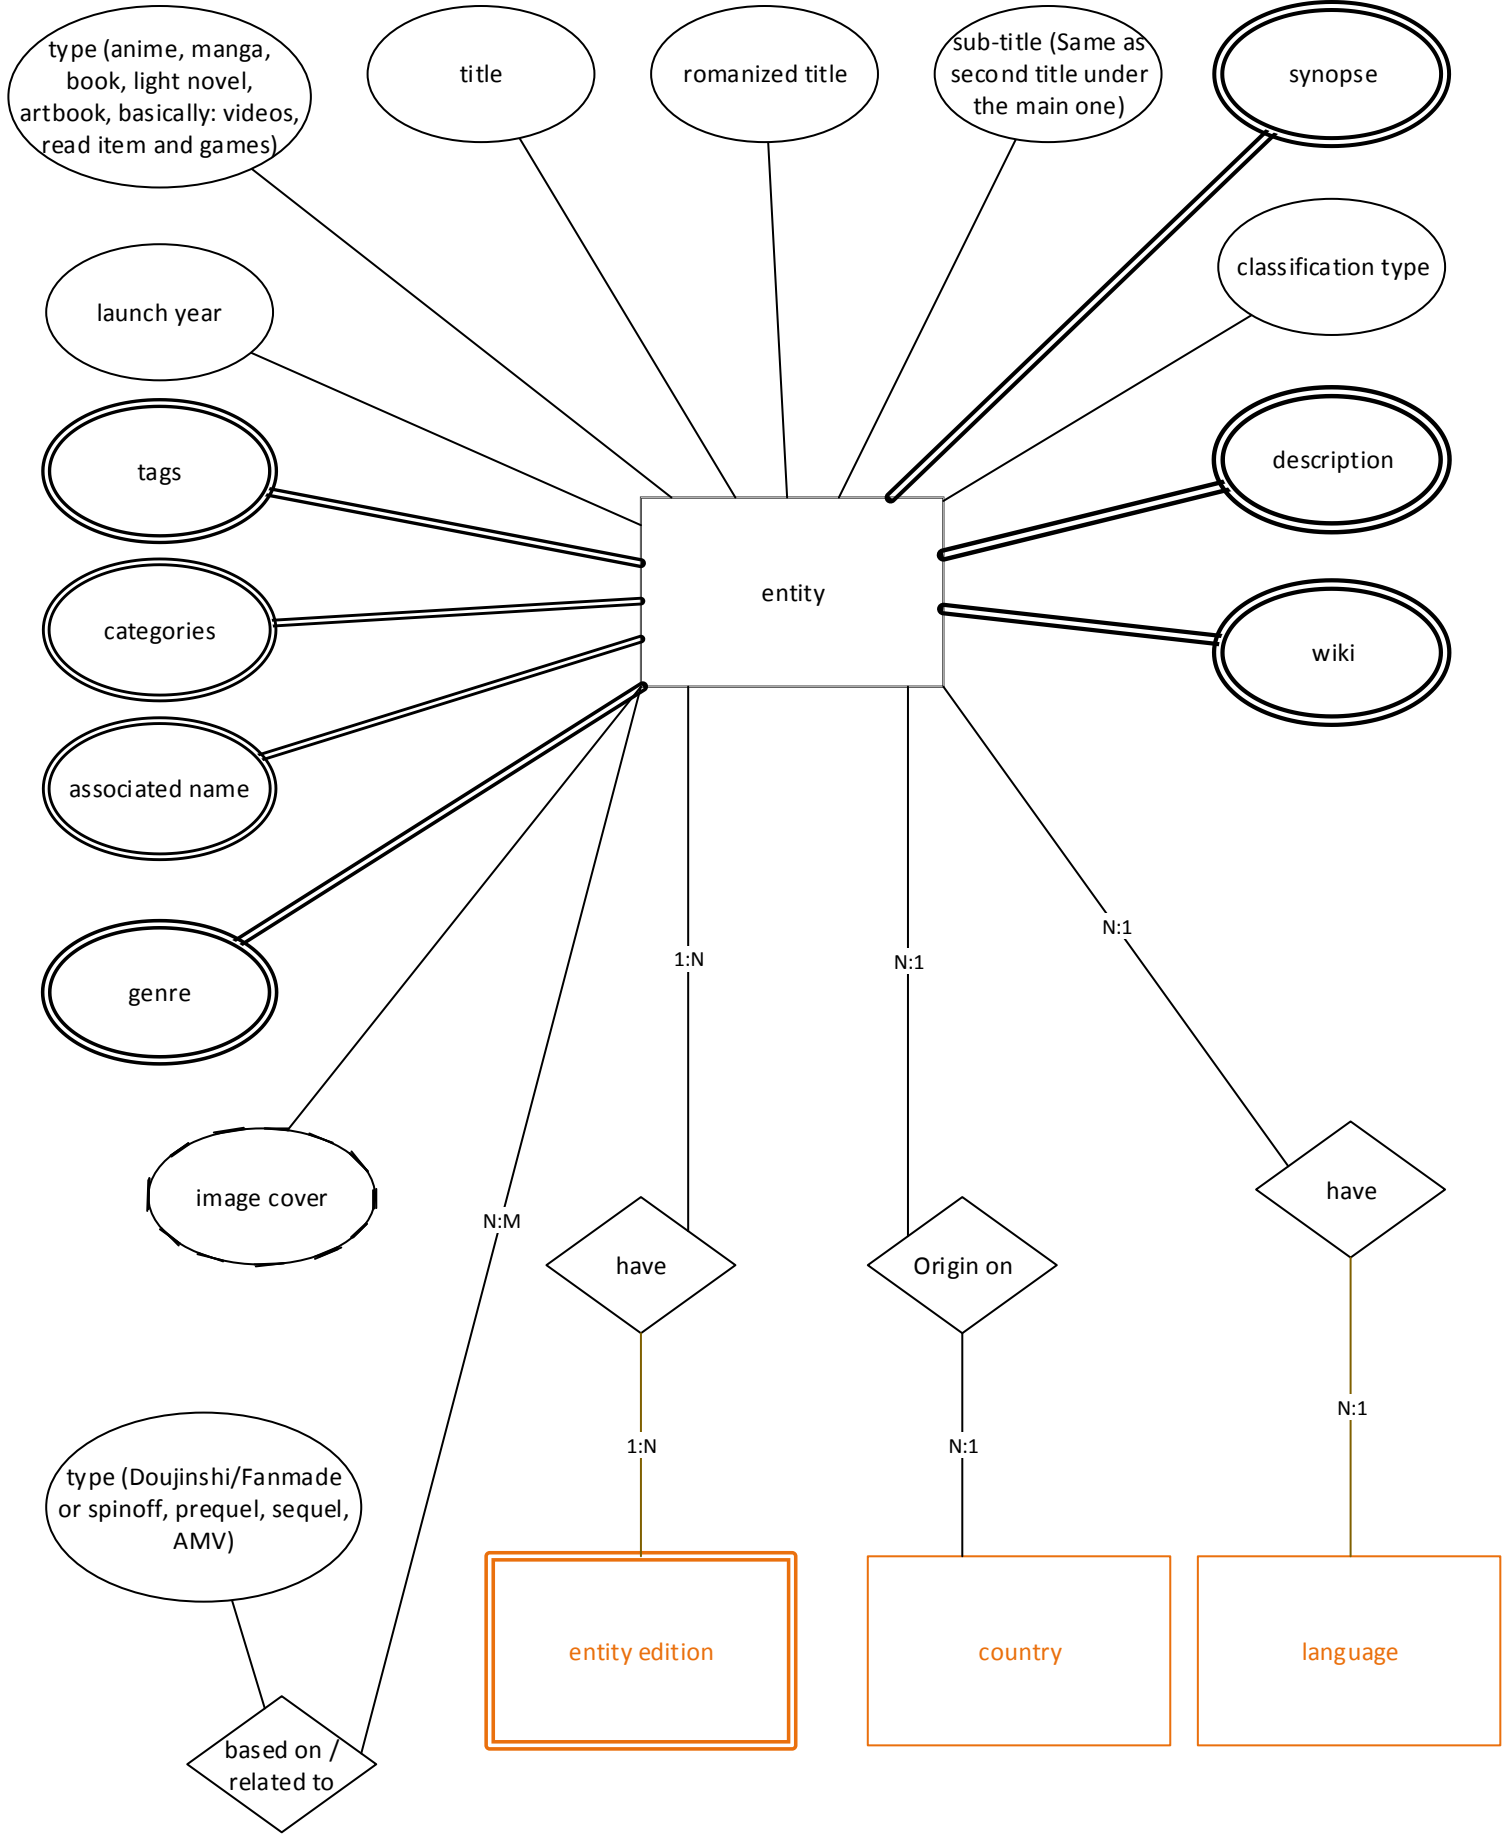 type (anime, manga,
book, light novel,
artbook, basically: videos,
read item and games)
title
romanized title
sub-title (Same as
second title under
the main one)
synopse
launch year
classification type
tags
description
entity
categories
wiki
associated name
genre
1:N
N:1
N:1
image cover
N:M
have
Origin on
have
type (Doujinshi/Fanmade
or spinoff, prequel, sequel,
AMV)
1:N
N:1
N:1
entity edition
country
language
based on /
related to